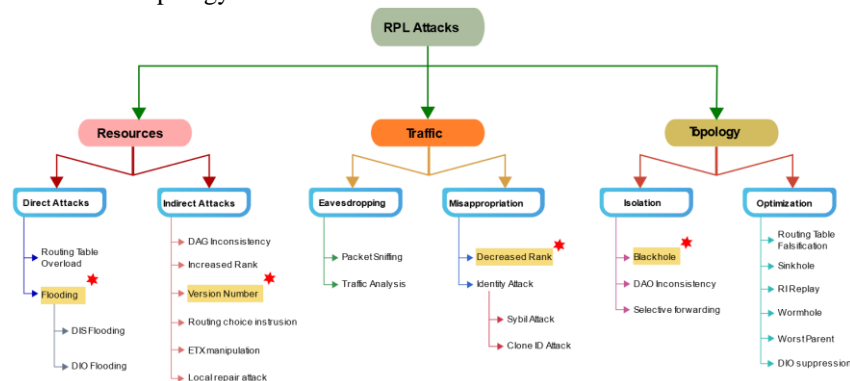 RPL Attacks
Resources
Traffic
Topology
Direct Attacks
Indirect Attacks
Eavesdropping
Misappropriation
Isolation
Optimization
Routing Table
Overload
Flooding
DIS Flooding
DIO Flooding
DAG Inconsistency
Increased Rank
Version Number
Routing choice instrusion
ETX manipulation
Local repair attack
Packet Sniffing
Traffic Analysis
Decreased Rank
Identity Attack
Sybil Attack
Clone ID Attack
Blackhole
DAO Inconsistency
Selective forwarding
Routing Table
Falsification
Sinkhole
RI Replay
Wormhole
Worst Parent
DIO suppression